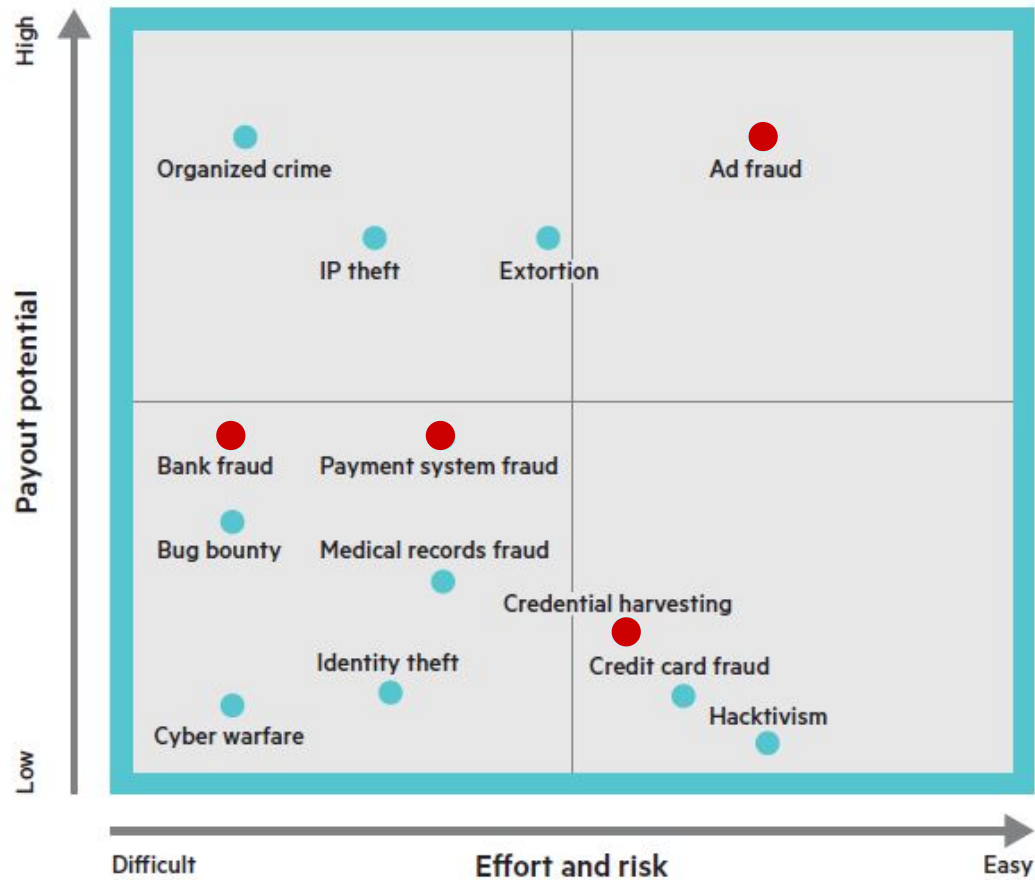 High
Organized crime
Ad fraud
IP theft
Extortion
Payout potential
Bank fraud
Payment system fraud
Bug bounty
Medical records fraud
Credential harvesting
Identity theft
Credit card fraud
Hacktivism
Cyber warfare
Low
Difficult
Effort and risk
Easy